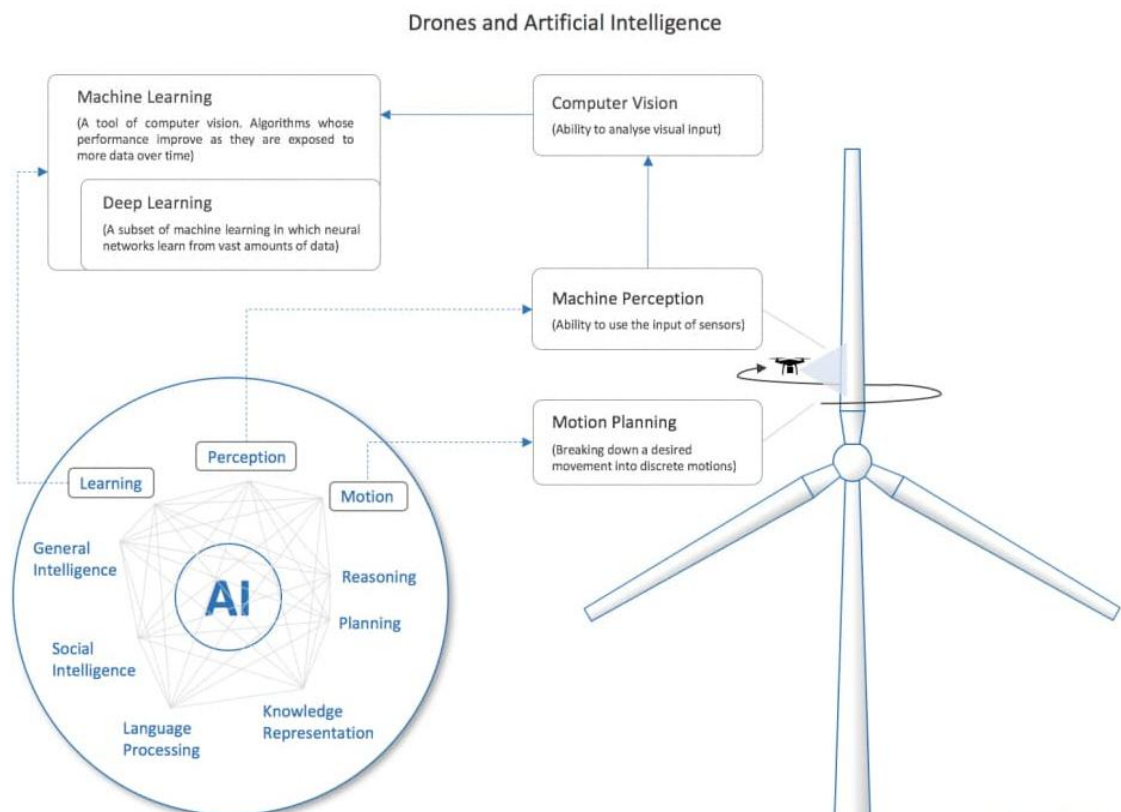 Drones and Artificial Intelligence
Machine Learning
(A tool of computer vision. Algorithms whose
performance improve as they are exposed to
more data over time)
Deep Learning
(A subset of machine learning in which neural
networks learn from vast amounts of data)
Computer Vision
(Ability to analyse visual input)
Machine Perception
(Ability to use the input of sensors)
Motion Planning
(Breaking down a desired
movement into discrete motions)
Perception
Learning
Motion
General
Intelligence
AI
Reasoning
Planning
Social
Intelligence
Knowledge
Representation
Language
Processing